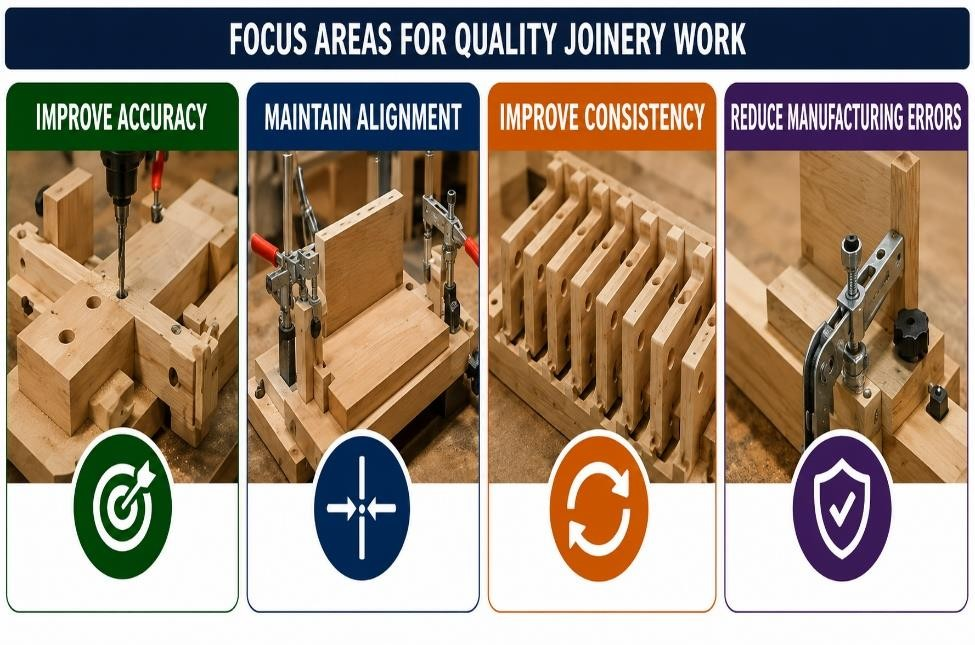 FOCUS AREAS FOR QUALITY JOINERY WORK
IMPROVE ACCURACY
MAINTAIN ALIGNMENT
IMPROVE CONSISTENCY
REDUCE MANUFACTURING ERRORS